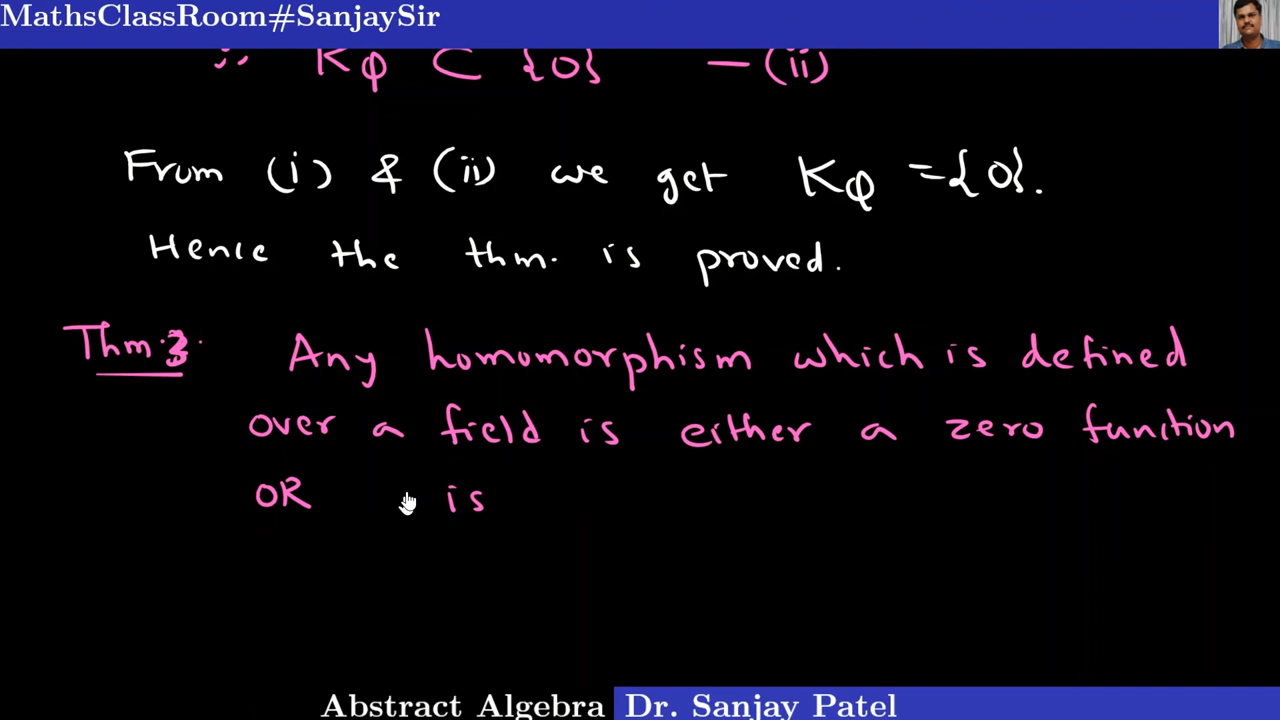 MathsClassRoom#SanjaySir
∴ Kφ ⊂ {0} — (ii)
From (i) & (ii) we get Kφ = {0}.
Hence the thm. is proved.
Thm.3. Any homomorphism which is defined
over a field is either a zero function
OR is
Abstract Algebra Dr. Sanjay Patel